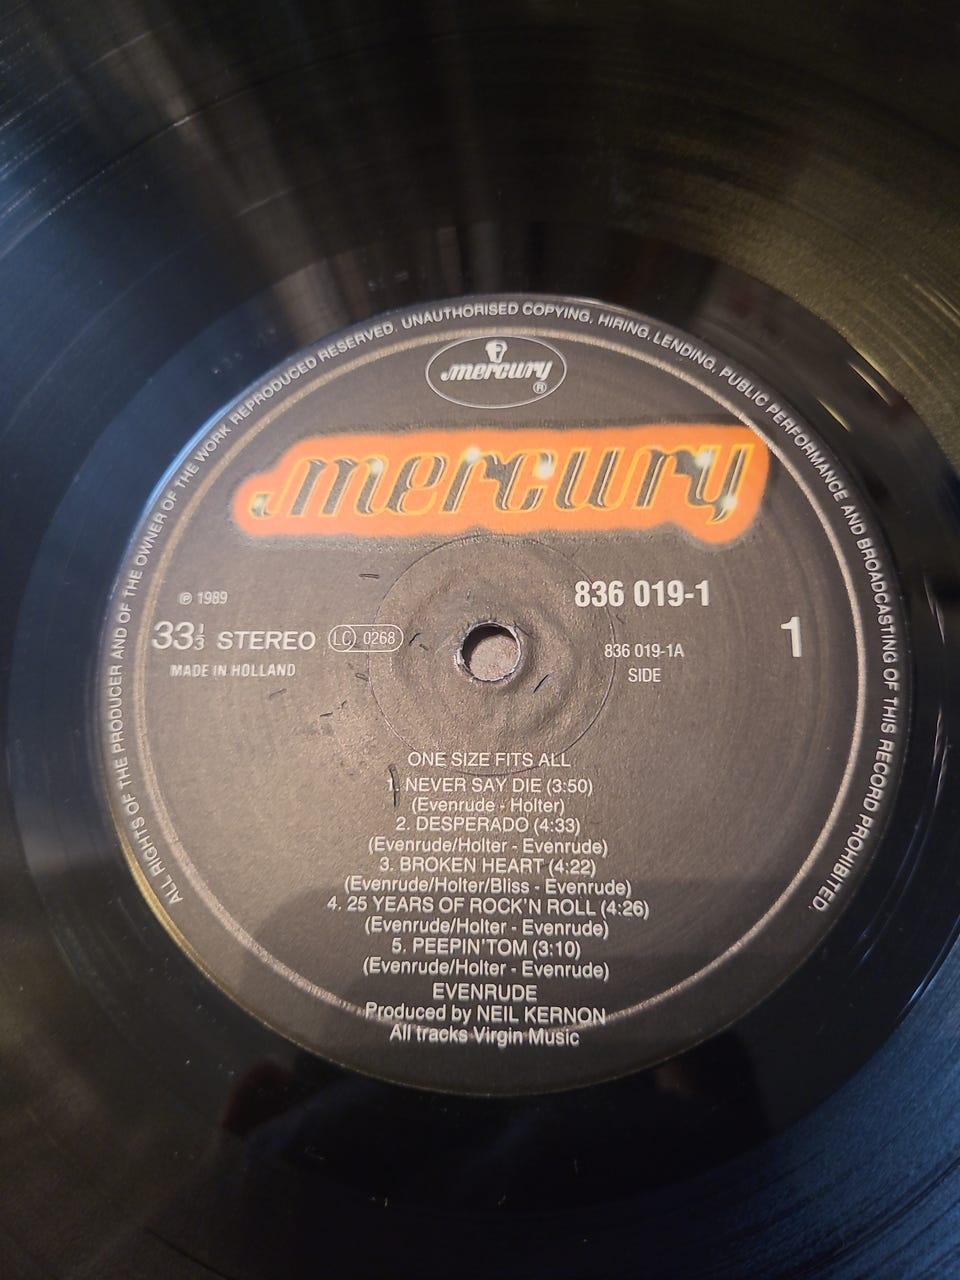 ALL RIGHTS OF THE PRODUCER AND OF THE OWNER OF THE WORK REPRODUCED RESERVED. UNAUTHORISED COPYING, HIRING, LENDING, PUBLIC PERFORMANCE AND BROADCASTING OF THIS RECORD PROHIBITED.
mercury ®
mercury
℗ 1989
836 019-1
33 1/3 STEREO LC 0268
836 019-1A
1
MADE IN HOLLAND
SIDE
ONE SIZE FITS ALL
1. NEVER SAY DIE (3:50)
(Evenrude - Holter)
2. DESPERADO (4:33)
(Evenrude/Holter - Evenrude)
3. BROKEN HEART (4:22)
(Evenrude/Holter/Bliss - Evenrude)
4. 25 YEARS OF ROCK'N ROLL (4:26)
(Evenrude/Holter - Evenrude)
5. PEEPIN'TOM (3:10)
(Evenrude/Holter - Evenrude)
EVENRUDE
Produced by NEIL KERNON
All tracks Virgin Music